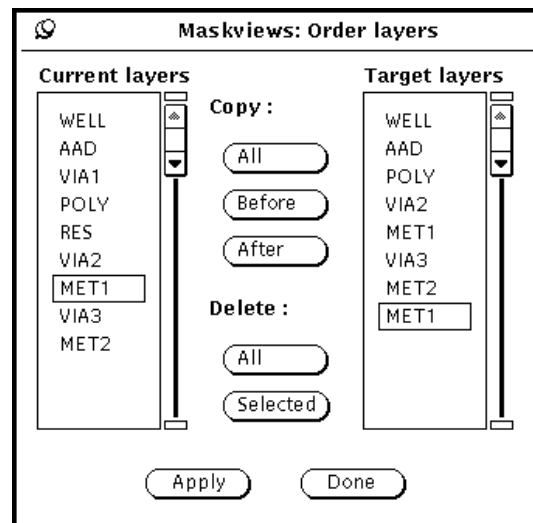 Maskviews: Order layers
Current layers
WELL
AAD
VIA1
POLY
RES
VIA2
MET1
VIA3
MET2
Copy :
All
Before
After
Delete :
All
Selected
Target layers
WELL
AAD
POLY
VIA2
MET1
VIA3
MET2
MET1
Apply
Done